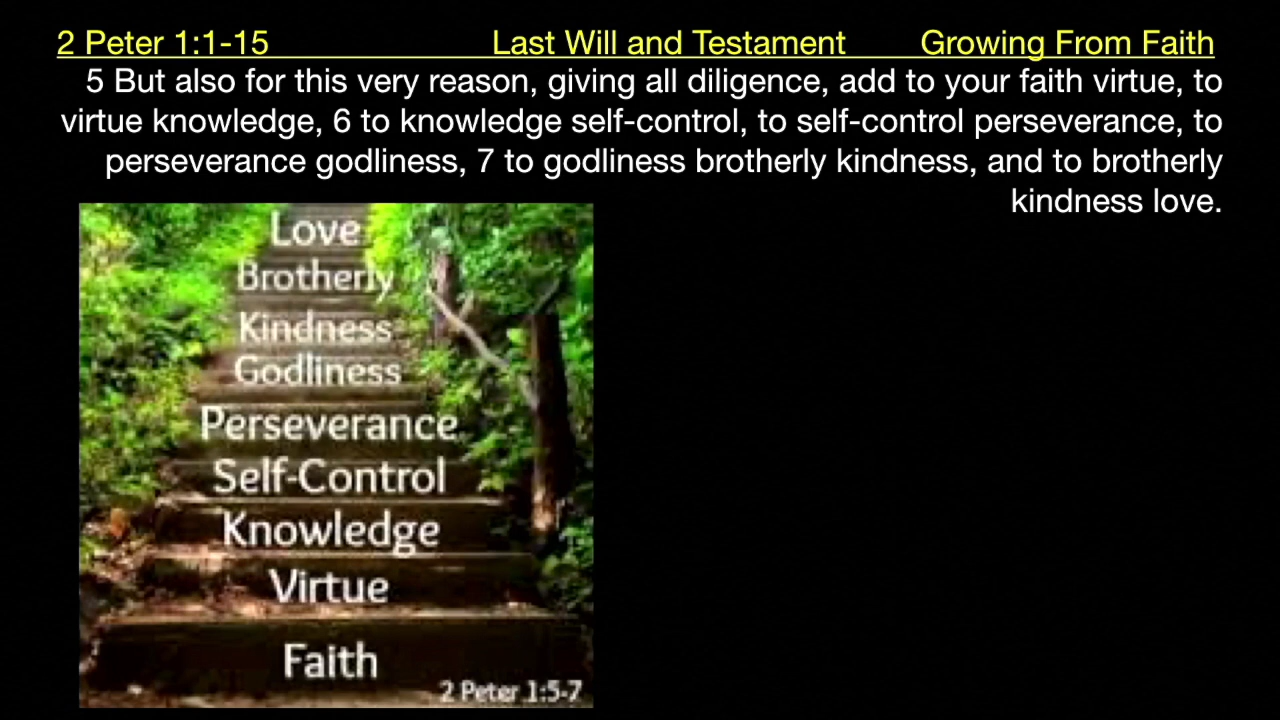 2 Peter 1:1-15 Last Will and Testament Growing From Faith
5 But also for this very reason, giving all diligence, add to your faith virtue, to
virtue knowledge, 6 to knowledge self-control, to self-control perseverance, to
perseverance godliness, 7 to godliness brotherly kindness, and to brotherly
kindness love.
Love
Brotherly
Kindness
Godliness
Perseverance
Self-Control
Knowledge
Virtue
Faith
2 Peter 1:5-7